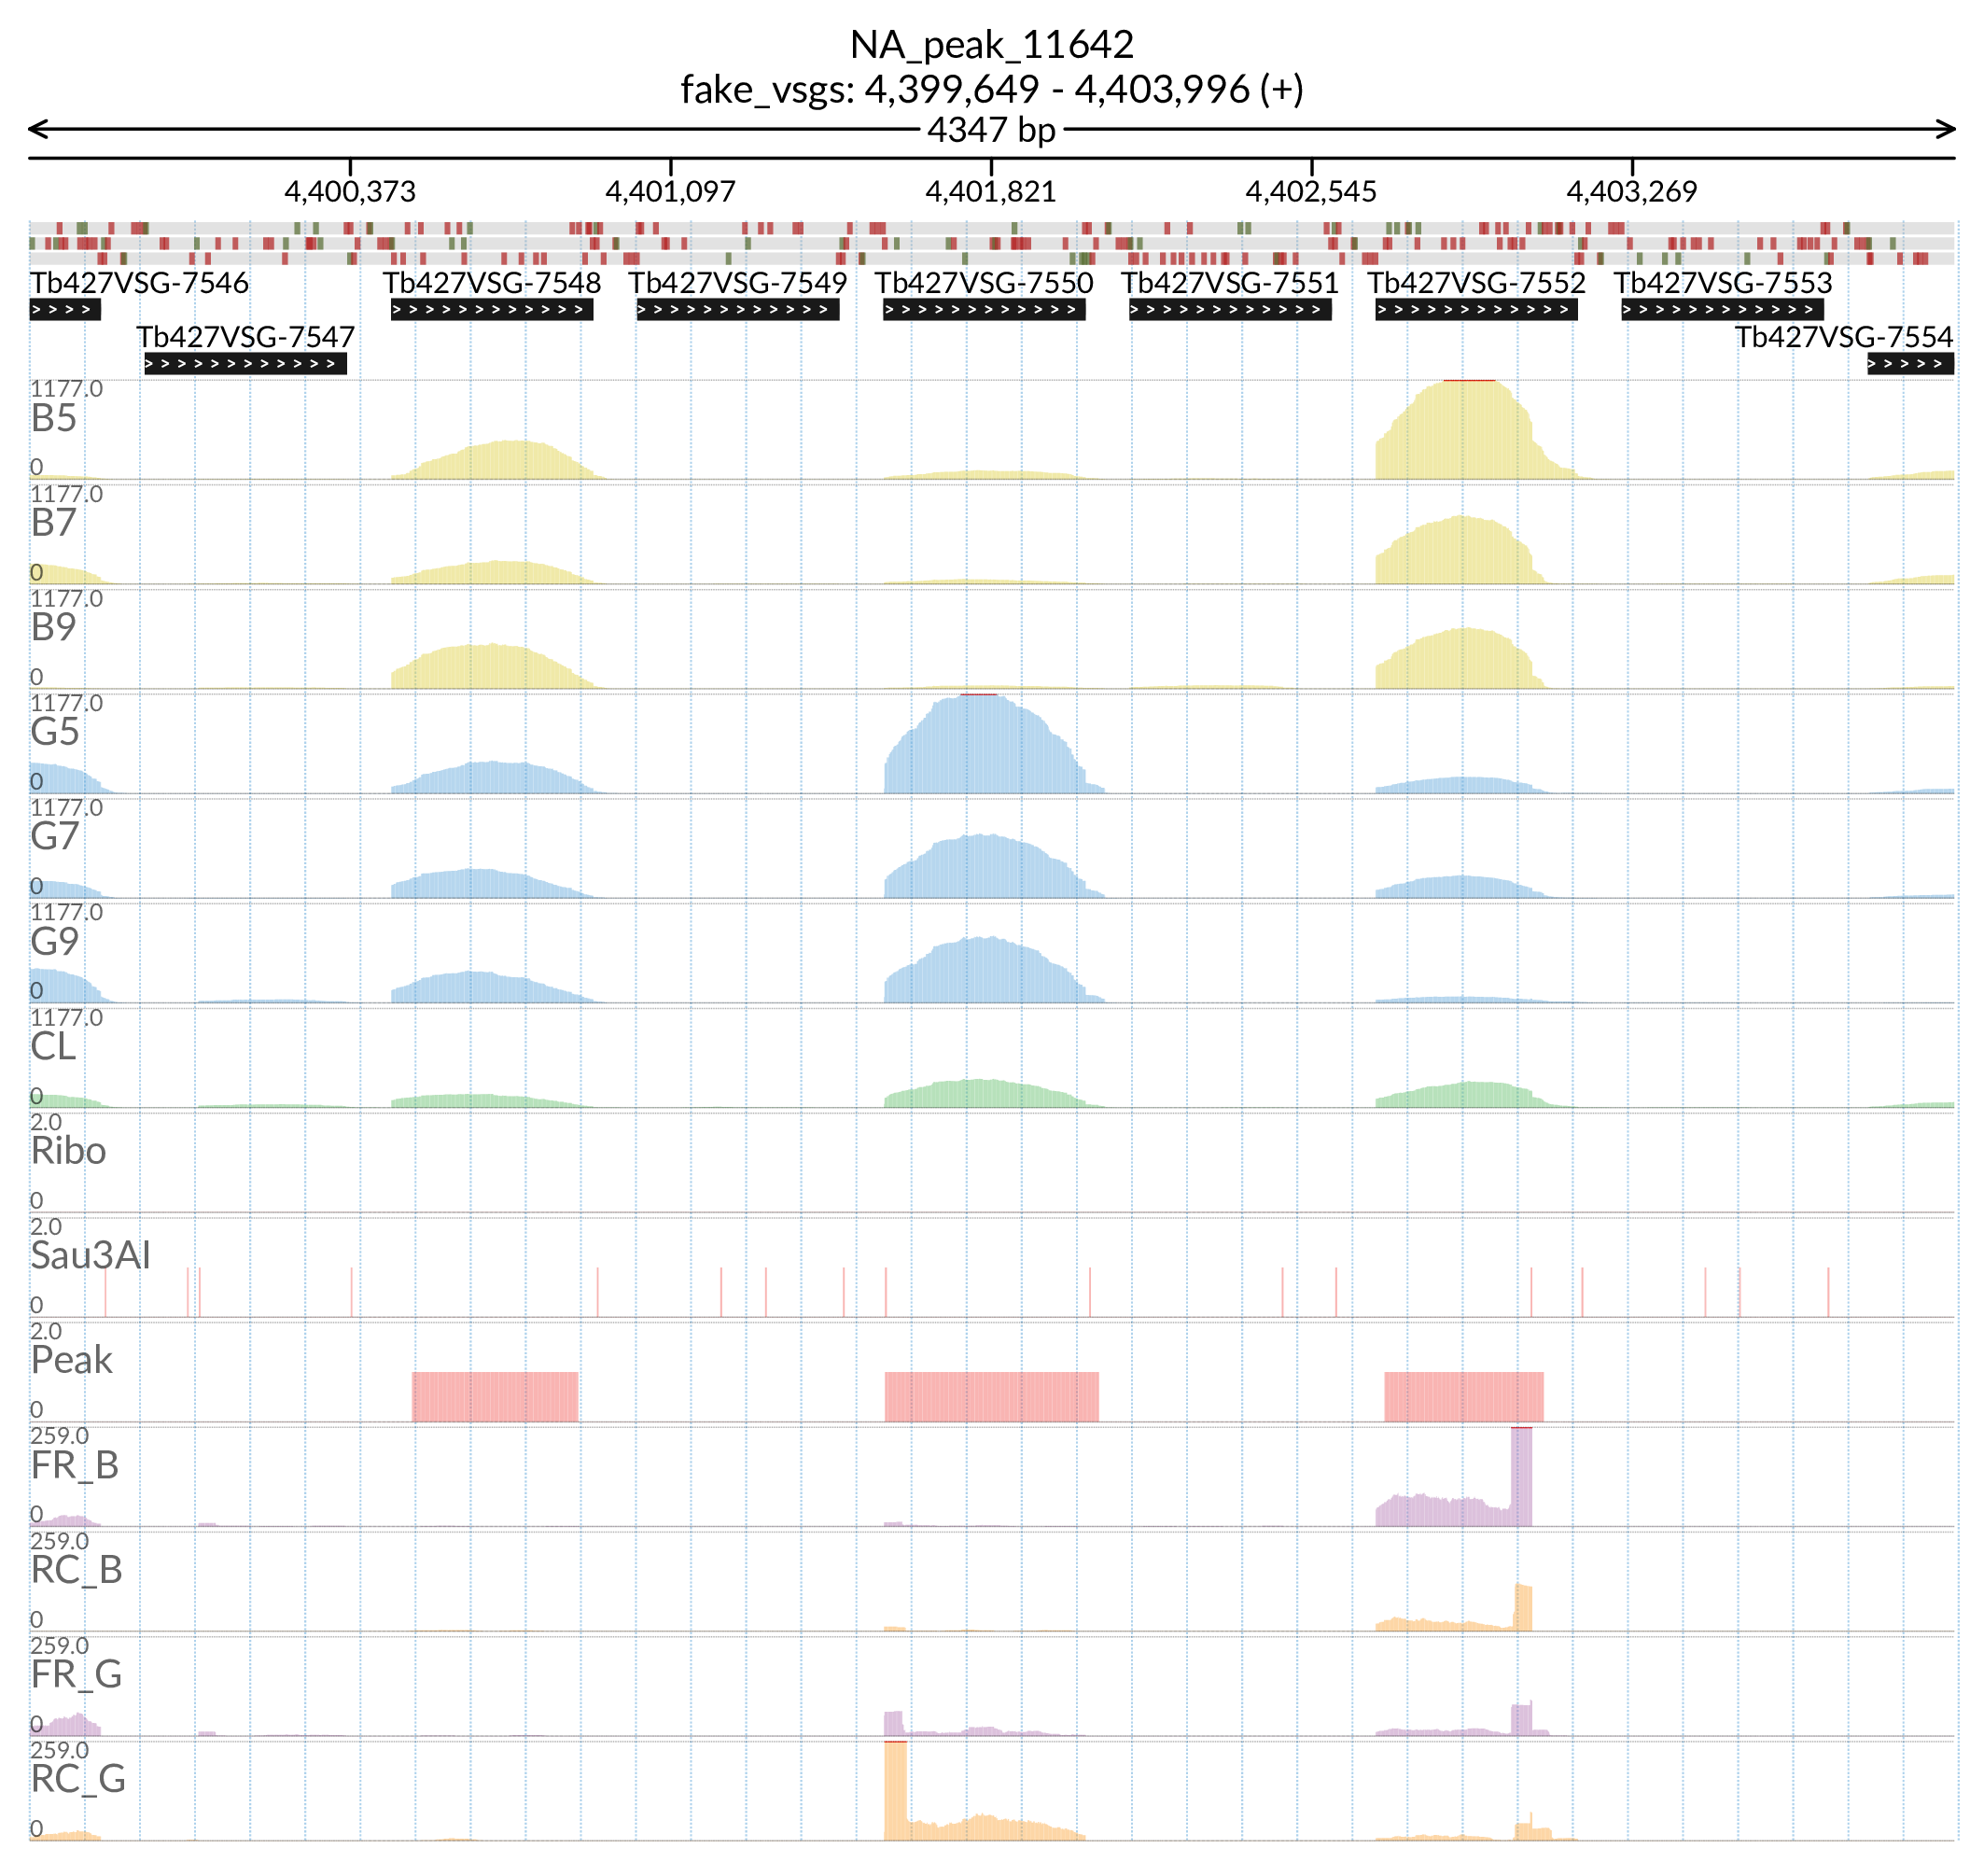 NA_peak_11642
fake_vsgs: 4,399,649 - 4,403,996 (+)
4347 bp
4,400,373 4,401,097 4,401,821 4,402,545 4,403,269
Tb427VSG-7546 Tb427VSG-7548 Tb427VSG-7549 Tb427VSG-7550 Tb427VSG-7551 Tb427VSG-7552 Tb427VSG-7553
Tb427VSG-7547 Tb427VSG-7554
1177.0
B5
0
1177.0
B7
0
1177.0
B9
0
1177.0
G5
0
1177.0
G7
0
1177.0
G9
0
1177.0
CL
0
2.0
Ribo
0
2.0
Sau3AI
0
2.0
Peak
0
259.0
FR_B
0
259.0
RC_B
0
259.0
FR_G
0
259.0
RC_G
0